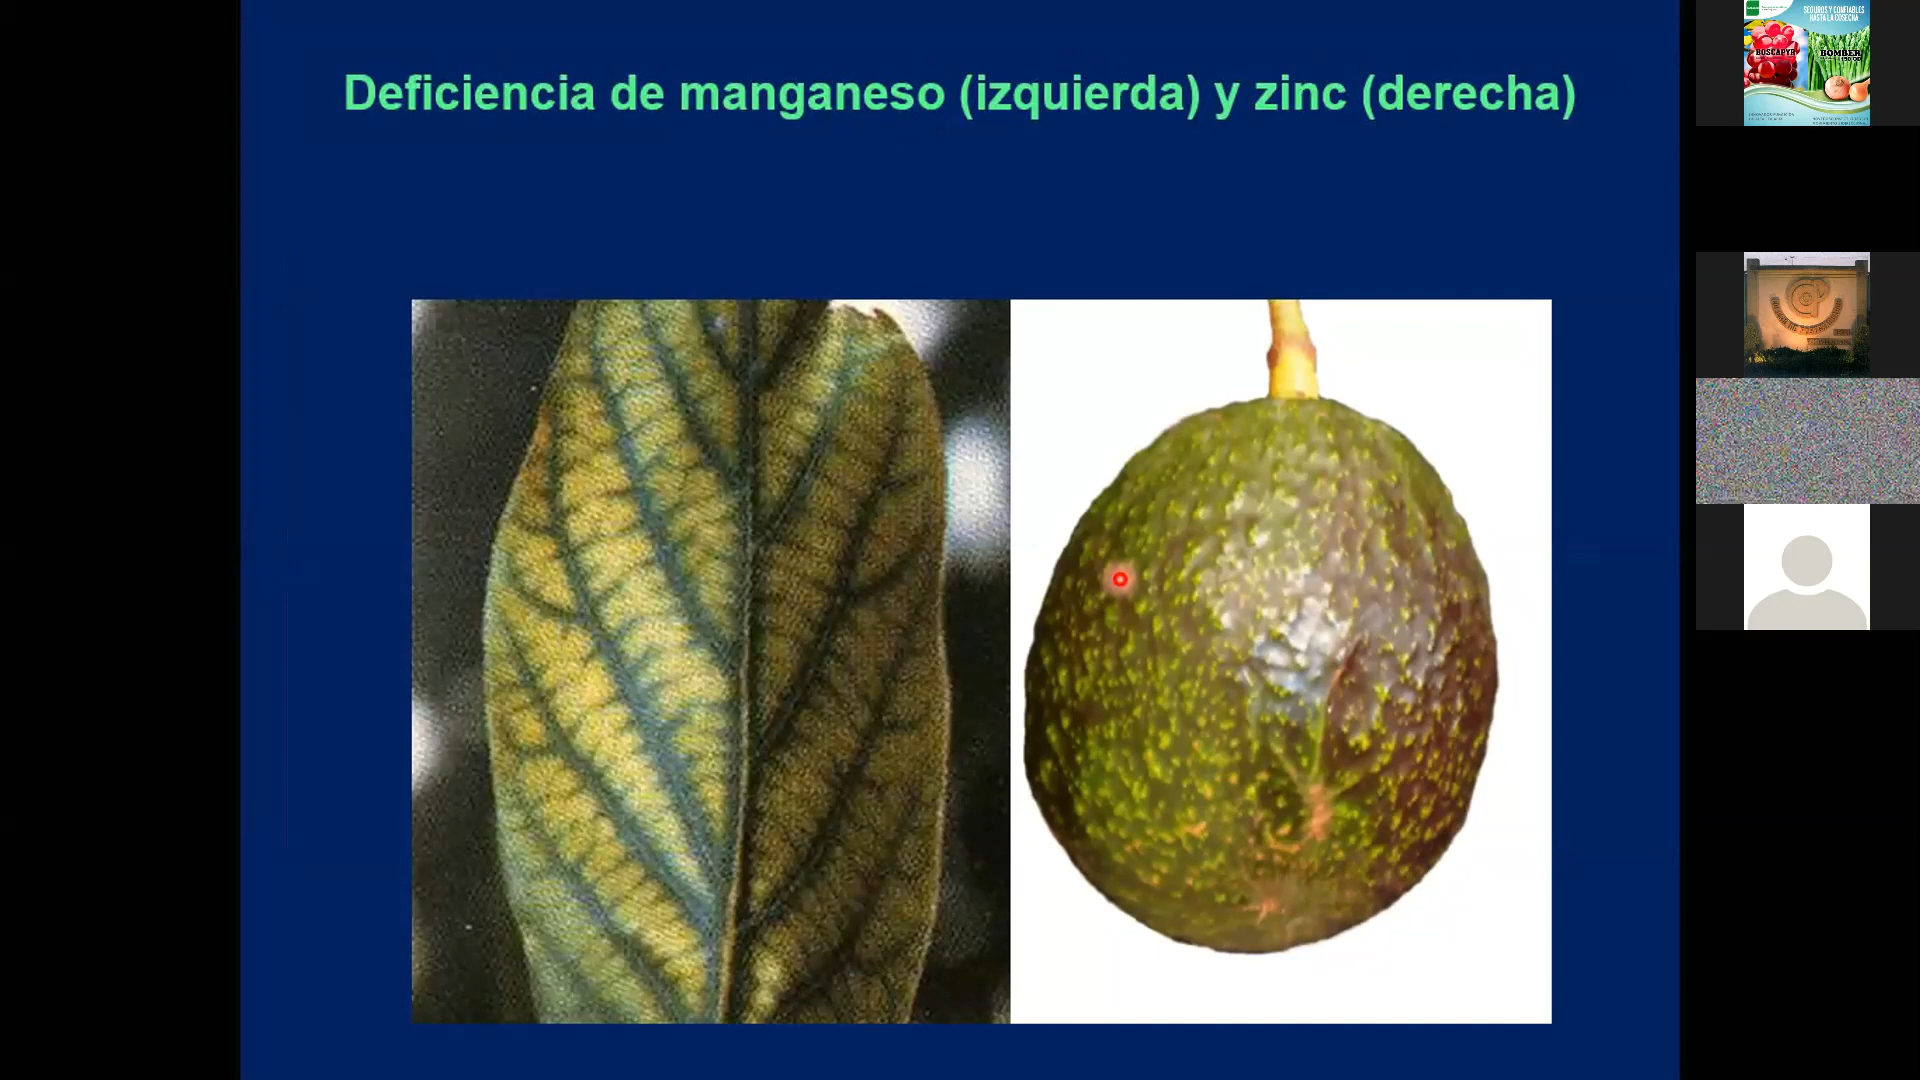 Deficiencia de manganeso (izquierda) y zinc (derecha)
SEGUROS Y CONFIABLES
HASTA LA COSECHA
BOSCAPYR
BOMBER